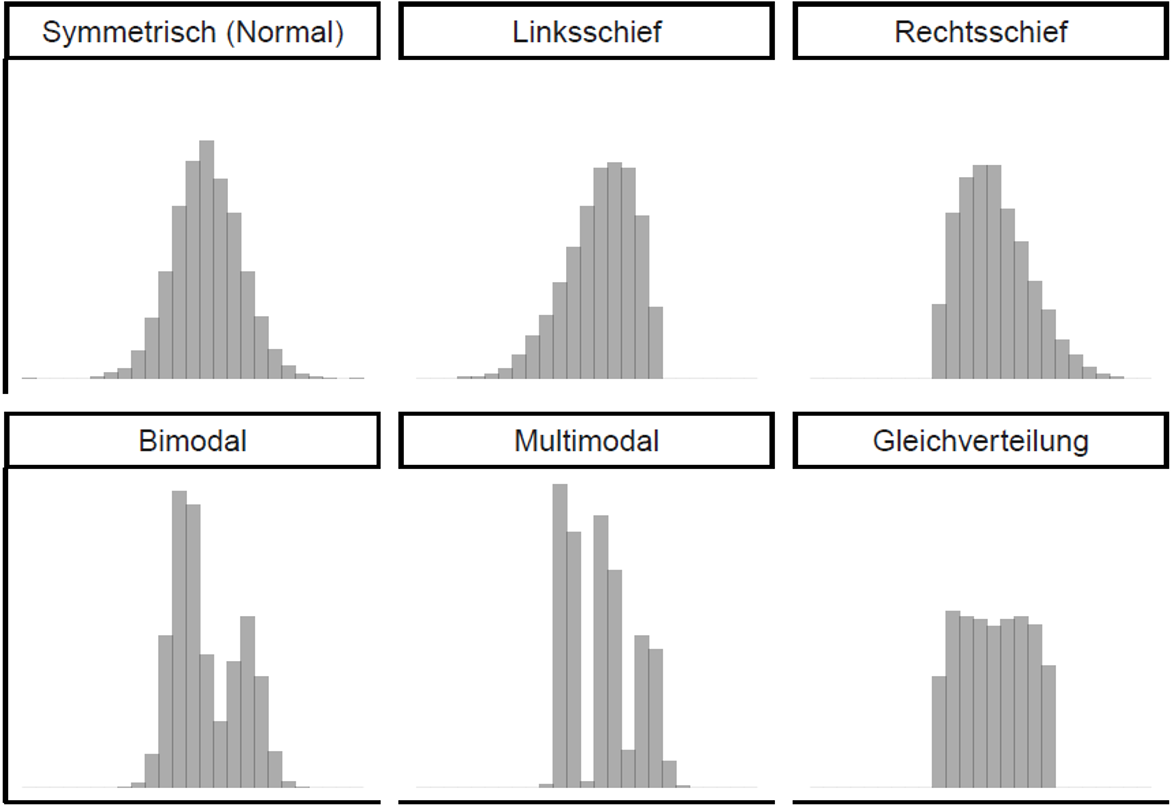 Symmetrisch (Normal)
Linksschief
Rechtsschief
Bimodal
Multimodal
Gleichverteilung